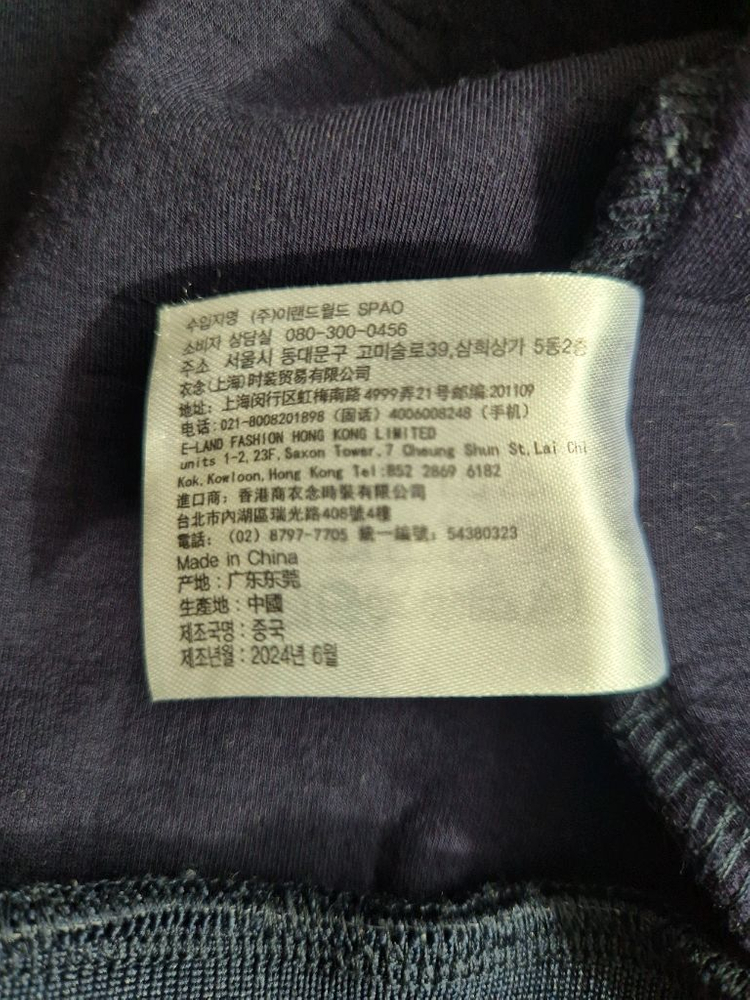 수입자명 (주)이랜드월드 SPAO
소비자 상담실 080-300-0456
주소 서울시 동대문구 고미술로39,삼희상가 5동2층
衣念(上海)时装贸易有限公司
地址: 上海闵行区虹梅南路4999弄21号邮编:201109
电话:021-8008201898 (固话) 4006008248 (手机)
E-LAND FASHION HONG KONG LIMITED
units 1-2,23F,Saxon Tower,7 Cheung Shun St,Lai Chi
Kok,Kowloon,Hong Kong Tel:852 2869 6182
進口商: 香港商衣念時裝有限公司
台北市內湖區瑞光路408號4樓
電話: (02) 8797-7705 統一編號: 54380323
Made in China
产地:广东东莞
生產地:中國
제조국명:중국
제조년월:2024년 6월